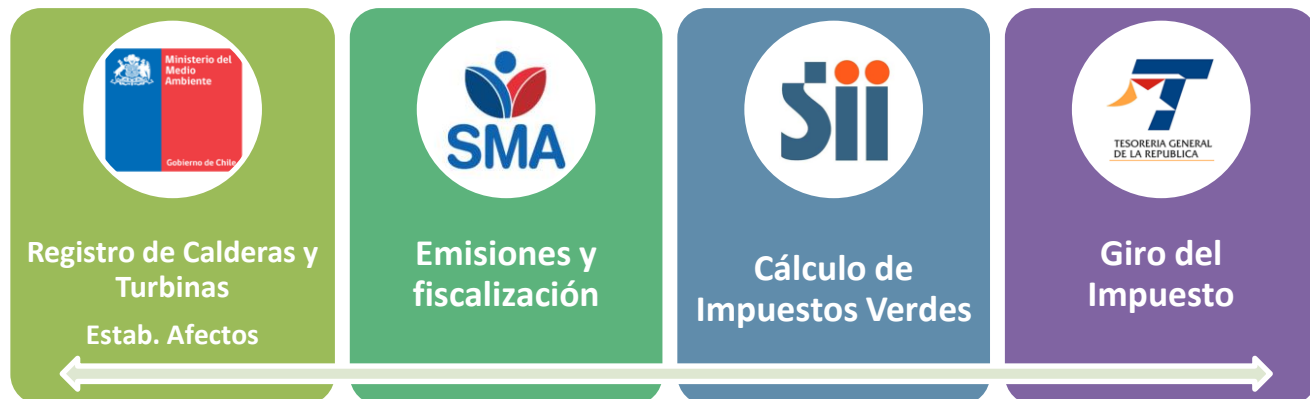 Ministerio del
Medio
Ambiente
Gobierno de Chile
Registro de Calderas y
Turbinas
Estab. Afectos
SMA
Emisiones y
fiscalización
Sii
Cálculo de
Impuestos Verdes
TESORERIA GENERAL
DE LA REPUBLICA
Giro del
Impuesto